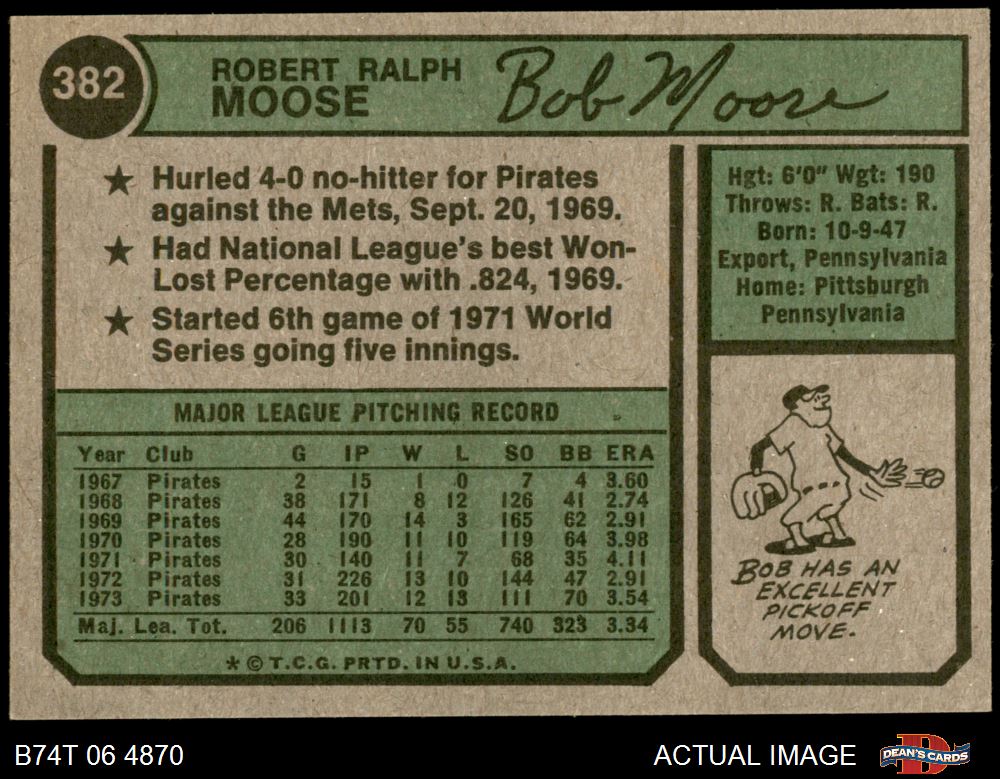 382
ROBERT RALPH
MOOSE
Bob Moose
★ Hurled 4-0 no-hitter for Pirates
against the Mets, Sept. 20, 1969.
★ Had National League's best Won-
Lost Percentage with .824, 1969.
★ Started 6th game of 1971 World
Series going five innings.
Hgt: 6'0" Wgt: 190
Throws: R. Bats: R.
Born: 10-9-47
Export, Pennsylvania
Home: Pittsburgh
Pennsylvania
MAJOR LEAGUE PITCHING RECORD
Year Club G IP W L SO BB ERA
1967 Pirates 2 15 1 0 7 4 3.60
1968 Pirates 38 171 8 12 126 41 2.74
1969 Pirates 44 170 14 3 165 62 2.91
1970 Pirates 28 190 11 10 119 64 3.98
1971 Pirates 30 140 11 7 68 35 4.11
1972 Pirates 31 226 13 10 144 47 2.91
1973 Pirates 33 201 12 13 111 70 3.54
Maj. Lea. Tot. 206 1113 70 55 740 323 3.34
* © T.C.G. PRTD. IN U.S.A.
BOB HAS AN
EXCELLENT
PICKOFF
MOVE.
B74T 06 4870
ACTUAL IMAGE
DEAN'S CARDS